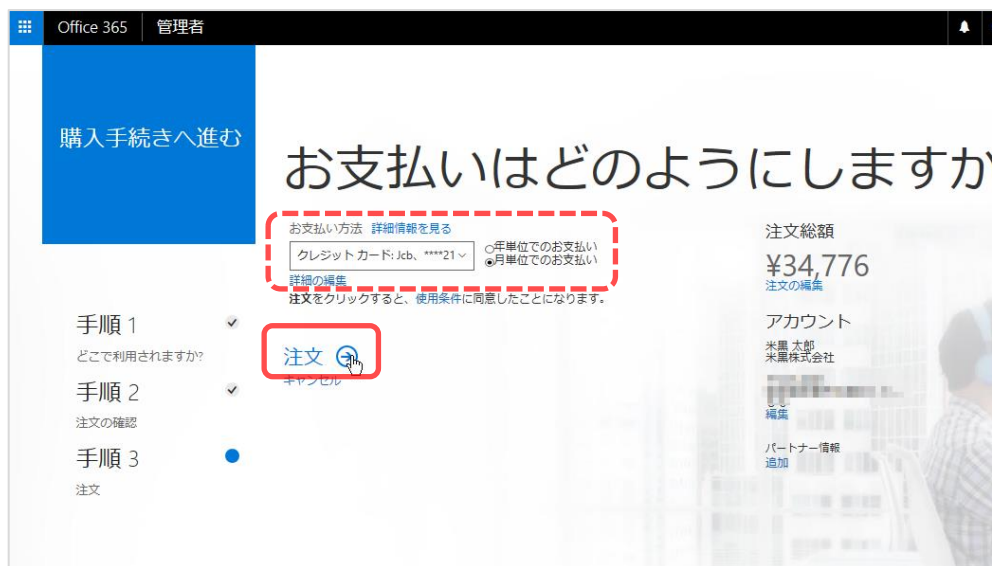 Office 365 管理者
購入手続きへ進む
お支払いはどのようにしますか
お支払い方法 詳細情報を見る
クレジット カード: Jcb、****21
年単位でのお支払い
月単位でのお支払い
詳細の編集
注文をクリックすると、使用条件に同意したことになります。
注文
キャンセル
手順 1
どこで利用されますか?
手順 2
注文の確認
手順 3
注文
注文総額
¥34,776
注文の編集
アカウント
米黒 太郎
米黒株式会社
編集
パートナー情報
追加